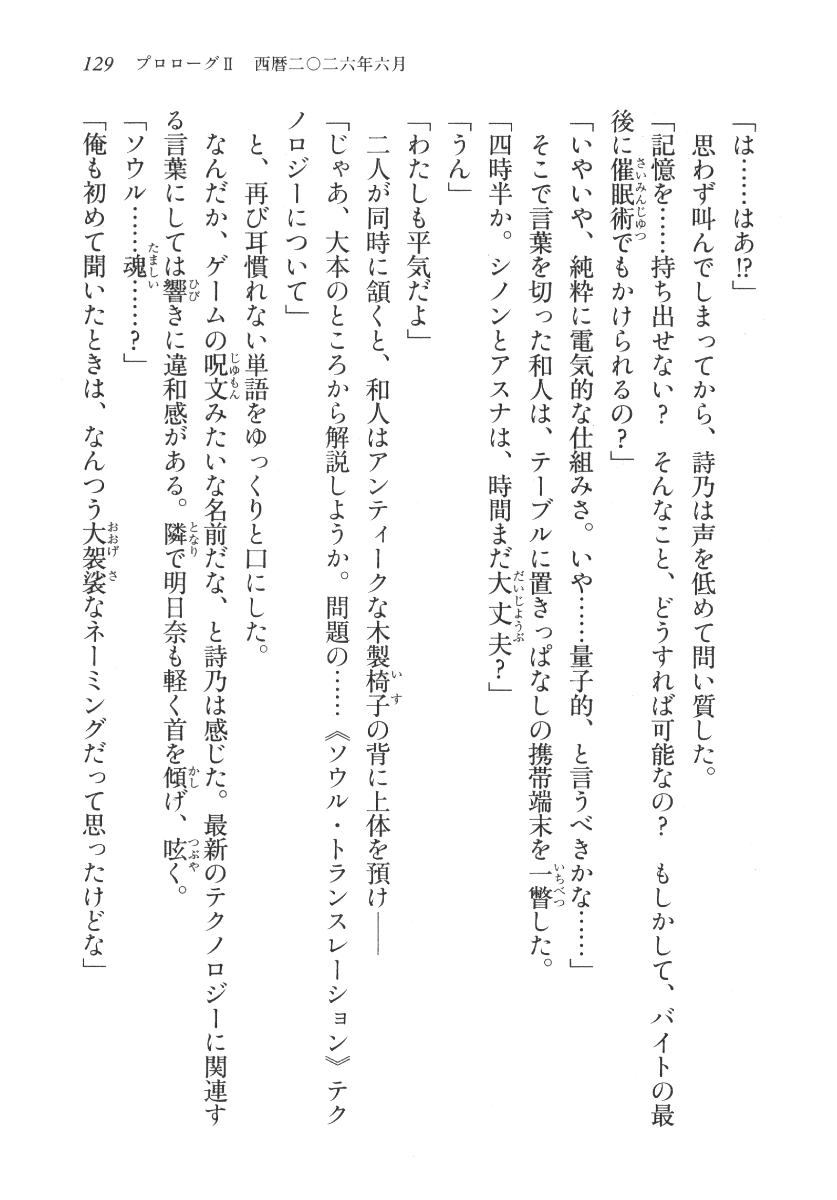 129　プロローグⅡ　西暦二〇二六年六月
「は……はあ!?」
　思わず叫んでしまってから、詩乃は声を低めて問い質した。
「記憶を……持ち出せない？　そんなこと、どうすれば可能なの？　もしかして、バイトの最
後に催眠術でもかけられるの？」
「いやいや、純粋に電気的な仕組みさ。いや……量子的、と言うべきかな……」
　そこで言葉を切った和人は、テーブルに置きっぱなしの携帯端末を一瞥した。
「四時半か。シノンとアスナは、時間まだ大丈夫？」
「うん」
「わたしも平気だよ」
　二人が同時に頷くと、和人はアンティークな木製椅子の背に上体を預け――
「じゃあ、大本のところから解説しようか。問題の……《ソウル・トランスレーション》テク
ノロジーについて」
　と、再び耳慣れない単語をゆっくりと口にした。
　なんだか、ゲームの呪文みたいな名前だな、と詩乃は感じた。最新のテクノロジーに関連す
る言葉にしては響きに違和感がある。隣で明日奈も軽く首を傾げ、呟く。
「ソウル……魂……？」
「俺も初めて聞いたときは、なんつう大袈裟なネーミングだって思ったけどな」